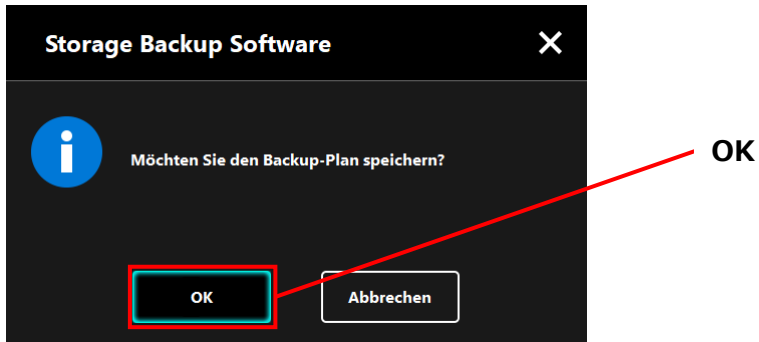 Storage Backup Software
Möchten Sie den Backup-Plan speichern?
OK
OK
Abbrechen